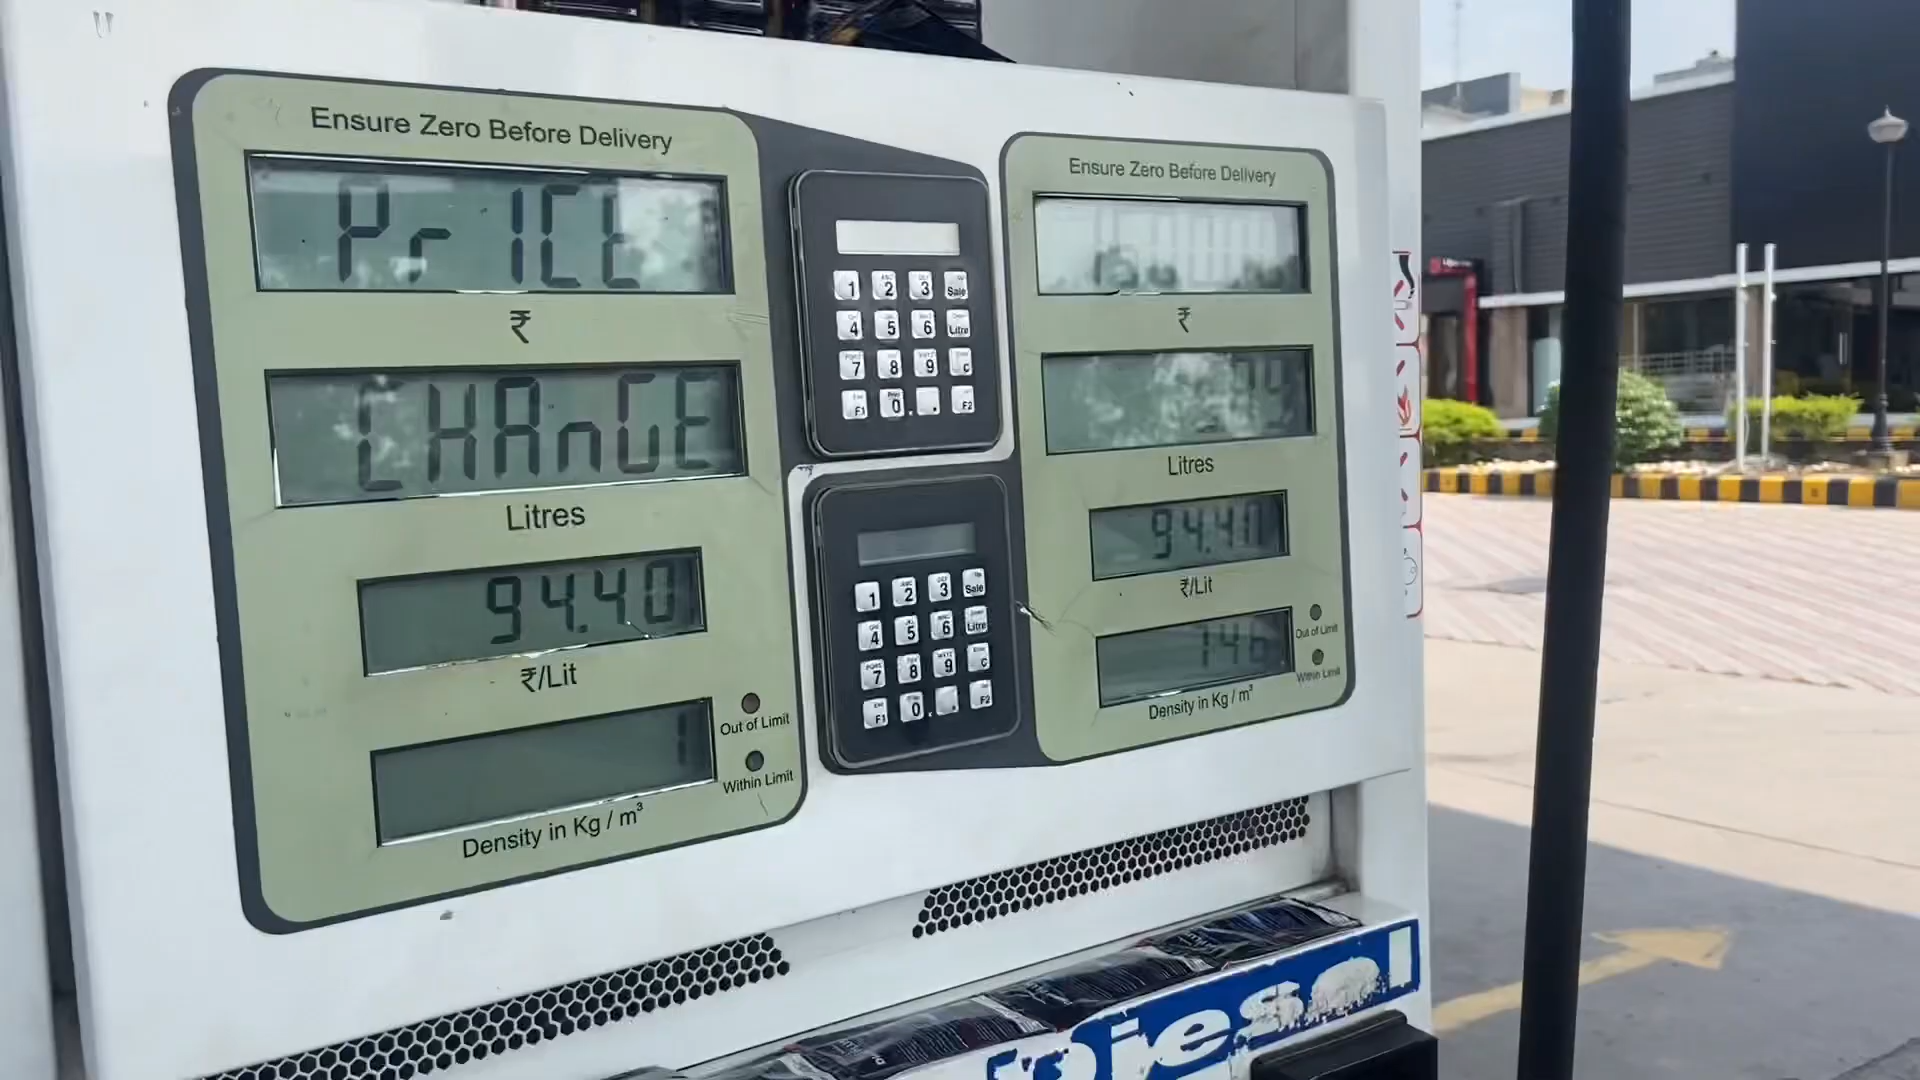 Ensure Zero Before Delivery
PrICE
₹
CHAnGE
Litres
94.40
₹/Lit
1
Out of Limit
Within Limit
Density in Kg / m³
1 2 3 Sale
4 5 6 Litre
7 8 9 C
F1 0 . F2
1 2 3 Sale
4 5 6 Litre
7 8 9 C
F1 0 . F2
Ensure Zero Before Delivery
₹
Litres
94.40
₹/Lit
746
Out of Limit
Within Limit
Density in Kg / m³
Diesel